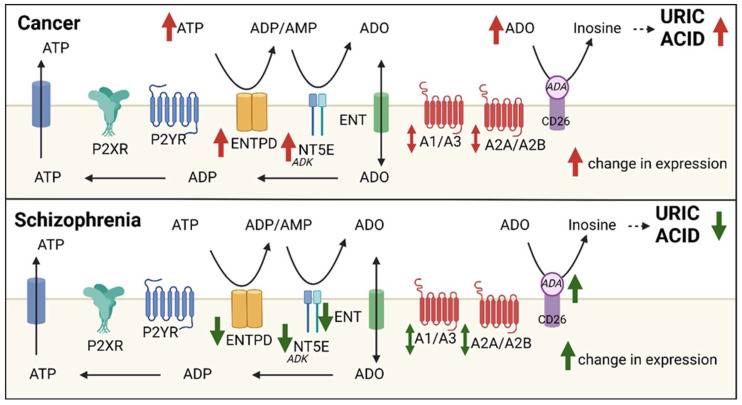 Cancer
ATP
ATP
ADP/AMP
ADO
ADO
Inosine
URIC
ACID
ADA
CD26
P2XR
P2YR
ENTPD
NT5E
ADK
ENT
A1/A3
A2A/A2B
change in expression
ATP
ADP
ADO
Schizophrenia
ATP
ATP
ADP/AMP
ADO
ADO
Inosine
URIC
ACID
ADA
CD26
P2XR
P2YR
ENTPD
NT5E
ADK
ENT
A1/A3
A2A/A2B
change in expression
ATP
ADP
ADO